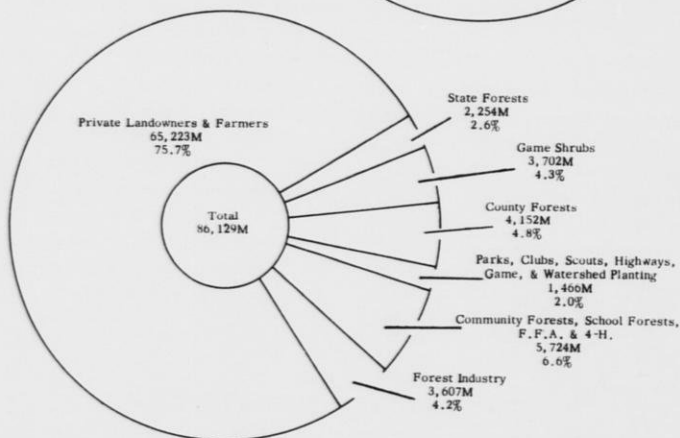 State Forests
2,254M
2.6%
Private Landowners & Farmers
65,223M
75.7%
Game Shrubs
3,702M
4.3%
Total
86,129M
County Forests
4,152M
4.8%
Parks, Clubs, Scouts, Highways,
Game, & Watershed Planting
1,466M
2.0%
Community Forests, School Forests,
F.F.A. & 4-H.
5,724M
6.6%
Forest Industry
3,607M
4.2%